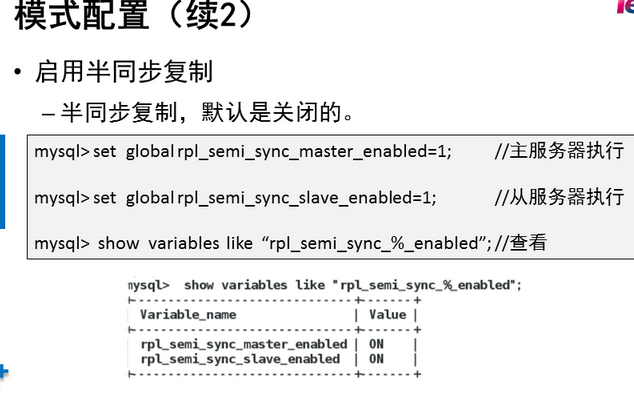 模式配置（续2）
• 启用半同步复制
– 半同步复制，默认是关闭的。
mysql> set global rpl_semi_sync_master_enabled=1; //主服务器执行
mysql> set global rpl_semi_sync_slave_enabled=1; //从服务器执行
mysql> show variables like “rpl_semi_sync_%_enabled”; //查看
mysql> show variables like "rpl_semi_sync_%_enabled";
+------------------------------+-------+
| Variable_name | Value |
+------------------------------+-------+
| rpl_semi_sync_master_enabled | ON |
| rpl_semi_sync_slave_enabled | ON |
+------------------------------+-------+